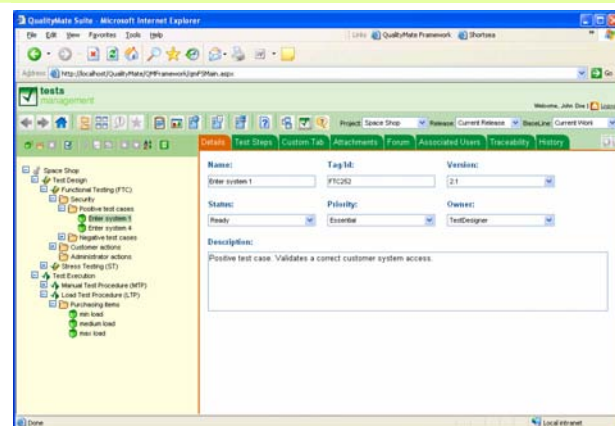 QualityMate Suite - Microsoft Internet Explorer
File Edit View Favorites Tools Help
Links QualityMate Framework Shortsea
Address http://localhost/QualityMate/QMFramework/qmFSMain.aspx Go
tests
management
Welcome, John Doe |
Project: Space Shop Release: Current Release BaseLine: Current Work
Details Test Steps Custom Tab Attachments Forum Associated Users Traceability History
Space Shop
Test Design
Functional Testing (FTC)
Security
Positive test cases
Enter system 1
Enter system 4
Negative test cases
Customer actions
Administrator actions
Stress Testing (ST)
Test Execution
Manual Test Procedure (MTP)
Load Test Procedure (LTP)
Purchasing items
min load
medium load
max load
Name: Tag/Id: Version:
Enter system 1 FTC252 2.1
Status: Priority: Owner:
Ready Essential TestDesigner
Description:
Positive test case. Validates a correct customer system access.
Done Local intranet